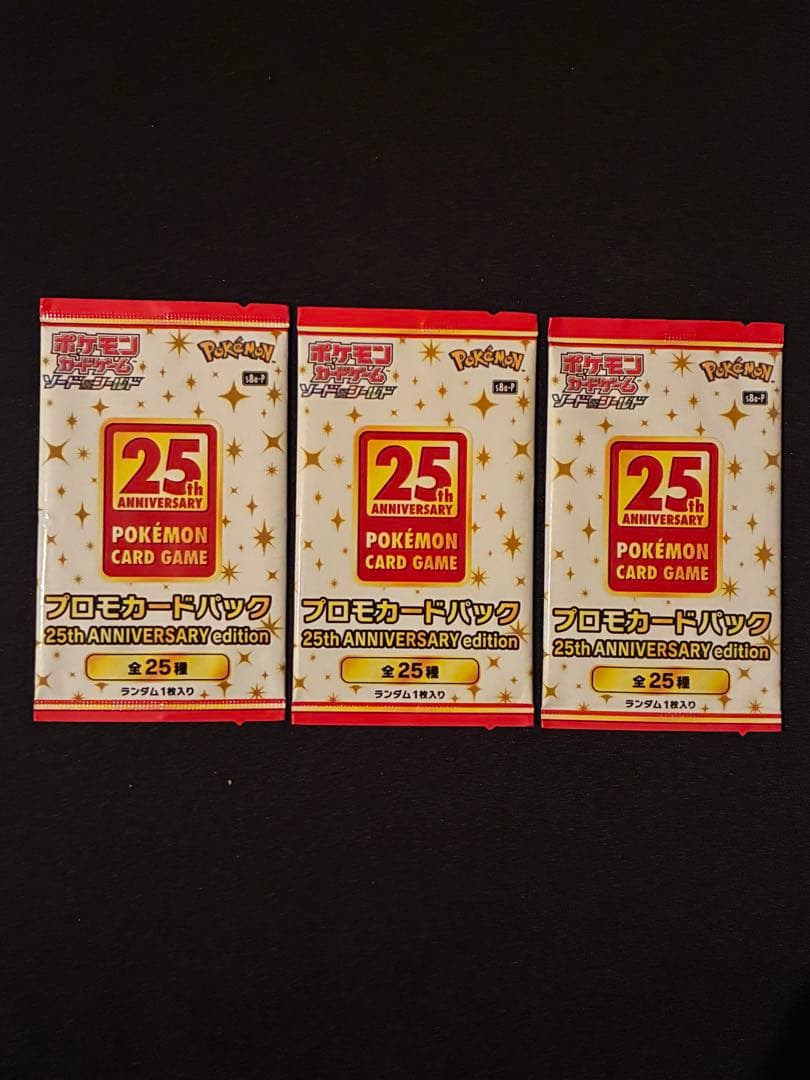 ポケモン
カードゲーム
ソード&シールド
POKÉMON
s8a-P
25th
ANNIVERSARY
POKÉMON
CARD GAME
プロモカードパック
25th ANNIVERSARY edition
全25種
ランダム1枚入り
ポケモン
カードゲーム
ソード&シールド
POKÉMON™
s8a-P
25th
ANNIVERSARY
POKÉMON
CARD GAME
プロモカードパック
25th ANNIVERSARY edition
全25種
ランダム1枚入り
ポケモン
カードゲーム
ソード&シールド
POKÉMON™
s8a-P
25th
ANNIVERSARY
POKÉMON
CARD GAME
プロモカードパック
25th ANNIVERSARY edition
全25種
ランダム1枚入り